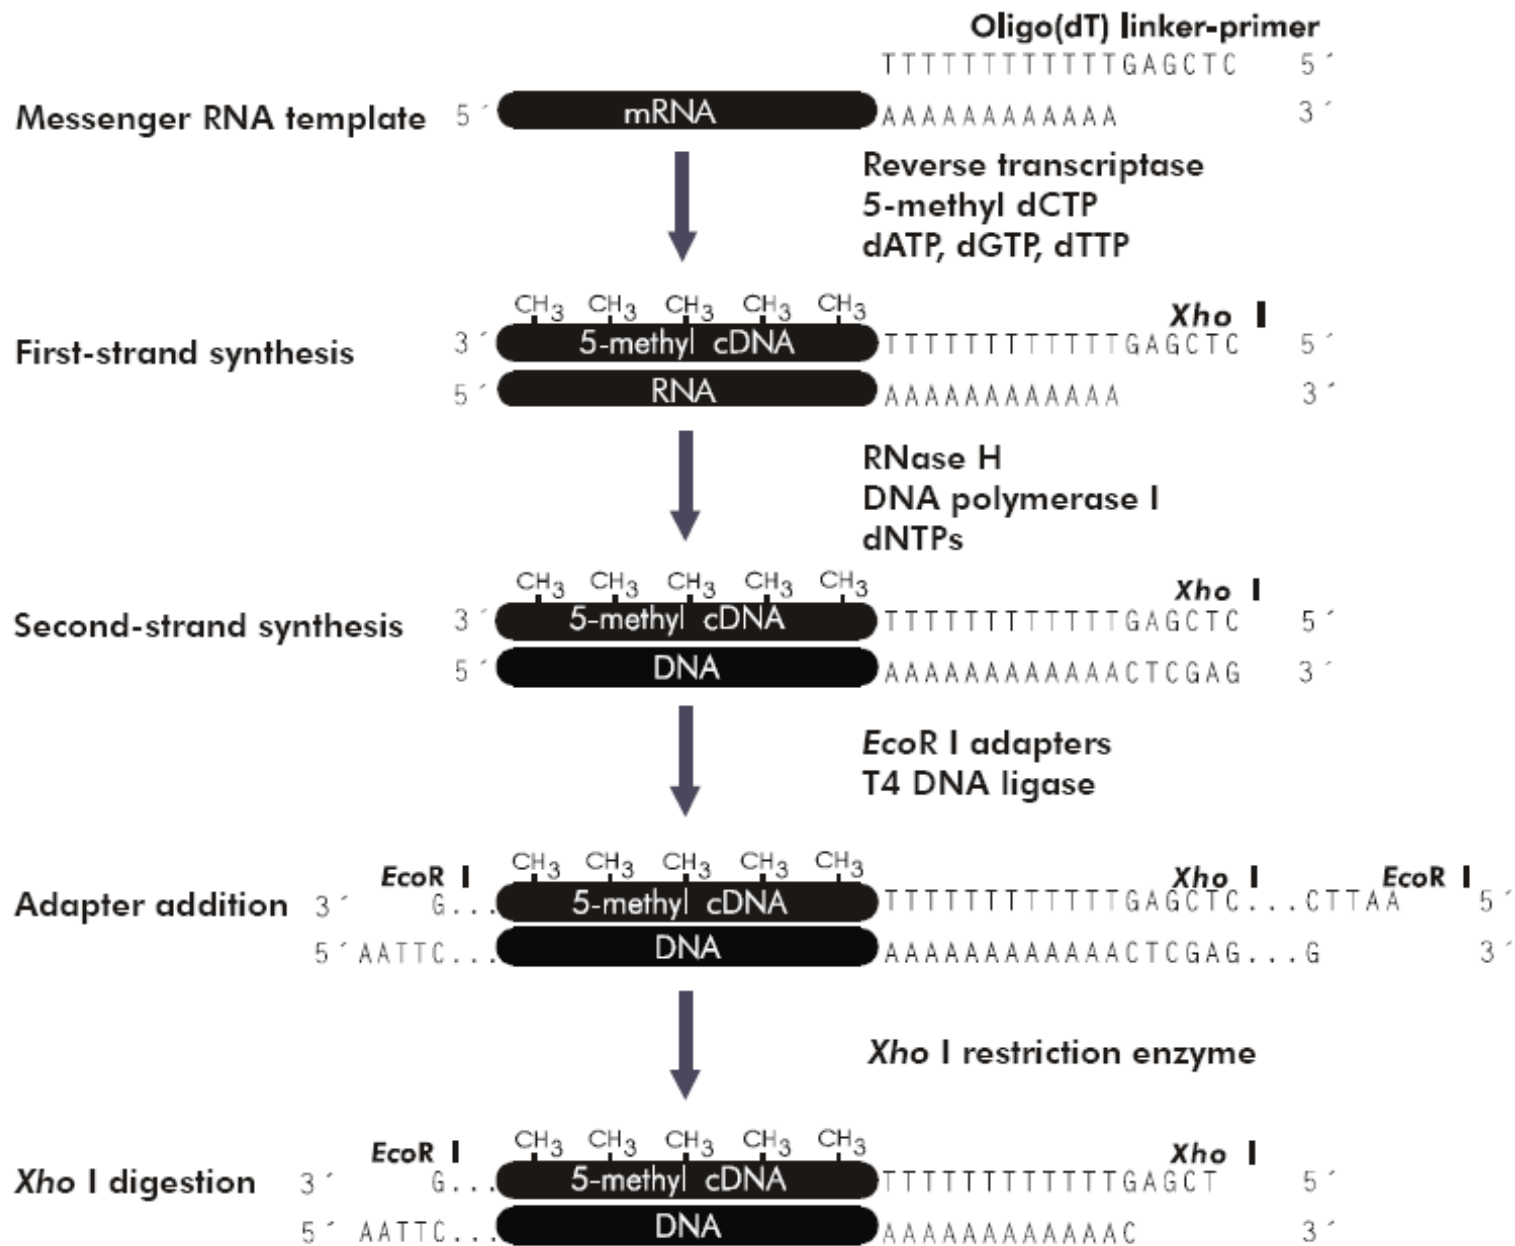 Oligo(dT) linker-primer
TTTTTTTTTTTTGAGCTC 5´
Messenger RNA template 5´ mRNA AAAAAAAAAAAA 3´
Reverse transcriptase
5-methyl dCTP
dATP, dGTP, dTTP
CH3 CH3 CH3 CH3 CH3 Xho I
First-strand synthesis 3´ 5-methyl cDNA TTTTTTTTTTTTGAGCTC 5´
5´ RNA AAAAAAAAAAAA 3´
RNase H
DNA polymerase I
dNTPs
CH3 CH3 CH3 CH3 CH3 Xho I
Second-strand synthesis 3´ 5-methyl cDNA TTTTTTTTTTTTGAGCTC 5´
5´ DNA AAAAAAAAAAAACTCGAG 3´
EcoR I adapters
T4 DNA ligase
EcoR I CH3 CH3 CH3 CH3 CH3 Xho I EcoR I
Adapter addition 3´ G... 5-methyl cDNA TTTTTTTTTTTTGAGCTC...CTTAA 5´
5´ AATTC... DNA AAAAAAAAAAAACTCGAG...G 3´
Xho I restriction enzyme
EcoR I CH3 CH3 CH3 CH3 CH3 Xho I
Xho I digestion 3´ G... 5-methyl cDNA TTTTTTTTTTTTGAGCT 5´
5´ AATTC... DNA AAAAAAAAAAAAC 3´